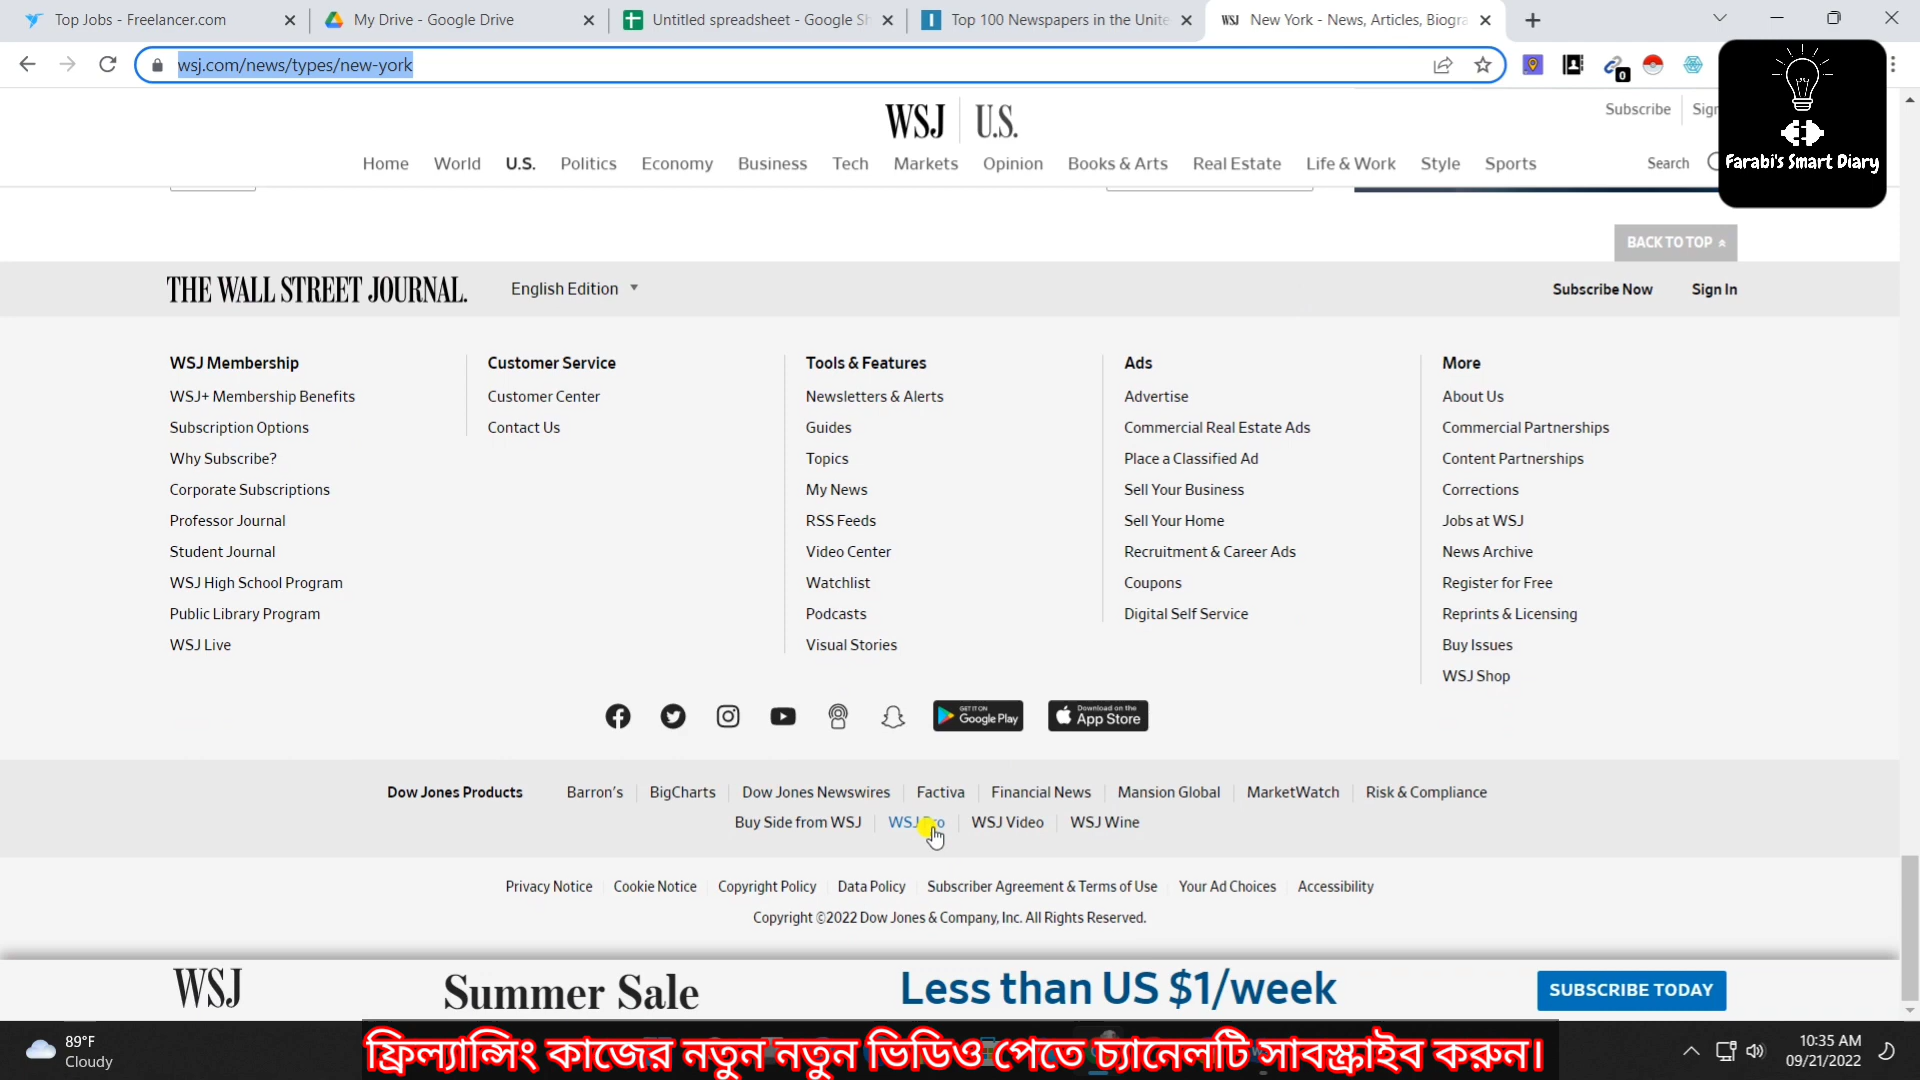 Top Jobs - Freelancer.com
My Drive - Google Drive
Untitled spreadsheet - Google Sh
Top 100 Newspapers in the Unite
WSJ New York - News, Articles, Biogra
wsj.com/news/types/new-york
0
WSJ U.S.
Subscribe
Sign
Home World U.S. Politics Economy Business Tech Markets Opinion Books & Arts Real Estate Life & Work Style Sports
Search
Farabi's Smart Diary
BACK TO TOP
THE WALL STREET JOURNAL.
English Edition
Subscribe Now
Sign In
WSJ Membership
WSJ+ Membership Benefits
Subscription Options
Why Subscribe?
Corporate Subscriptions
Professor Journal
Student Journal
WSJ High School Program
Public Library Program
WSJ Live
Customer Service
Customer Center
Contact Us
Tools & Features
Newsletters & Alerts
Guides
Topics
My News
RSS Feeds
Video Center
Watchlist
Podcasts
Visual Stories
Ads
Advertise
Commercial Real Estate Ads
Place a Classified Ad
Sell Your Business
Sell Your Home
Recruitment & Career Ads
Coupons
Digital Self Service
More
About Us
Commercial Partnerships
Content Partnerships
Corrections
Jobs at WSJ
News Archive
Register for Free
Reprints & Licensing
Buy Issues
WSJ Shop
GET IT ON
Google Play
Download on the
App Store
Dow Jones Products Barron's BigCharts Dow Jones Newswires Factiva Financial News Mansion Global MarketWatch Risk & Compliance
Buy Side from WSJ WSJ Pro WSJ Video WSJ Wine
Privacy Notice Cookie Notice Copyright Policy Data Policy Subscriber Agreement & Terms of Use Your Ad Choices Accessibility
Copyright ©2022 Dow Jones & Company, Inc. All Rights Reserved.
WSJ Summer Sale Less than US $1/week SUBSCRIBE TODAY
89°F
Cloudy
ফ্রিল্যান্সিং কাজের নতুন নতুন ভিডিও পেতে চ্যানেলটি সাবস্ক্রাইব করুন।
10:35 AM
09/21/2022